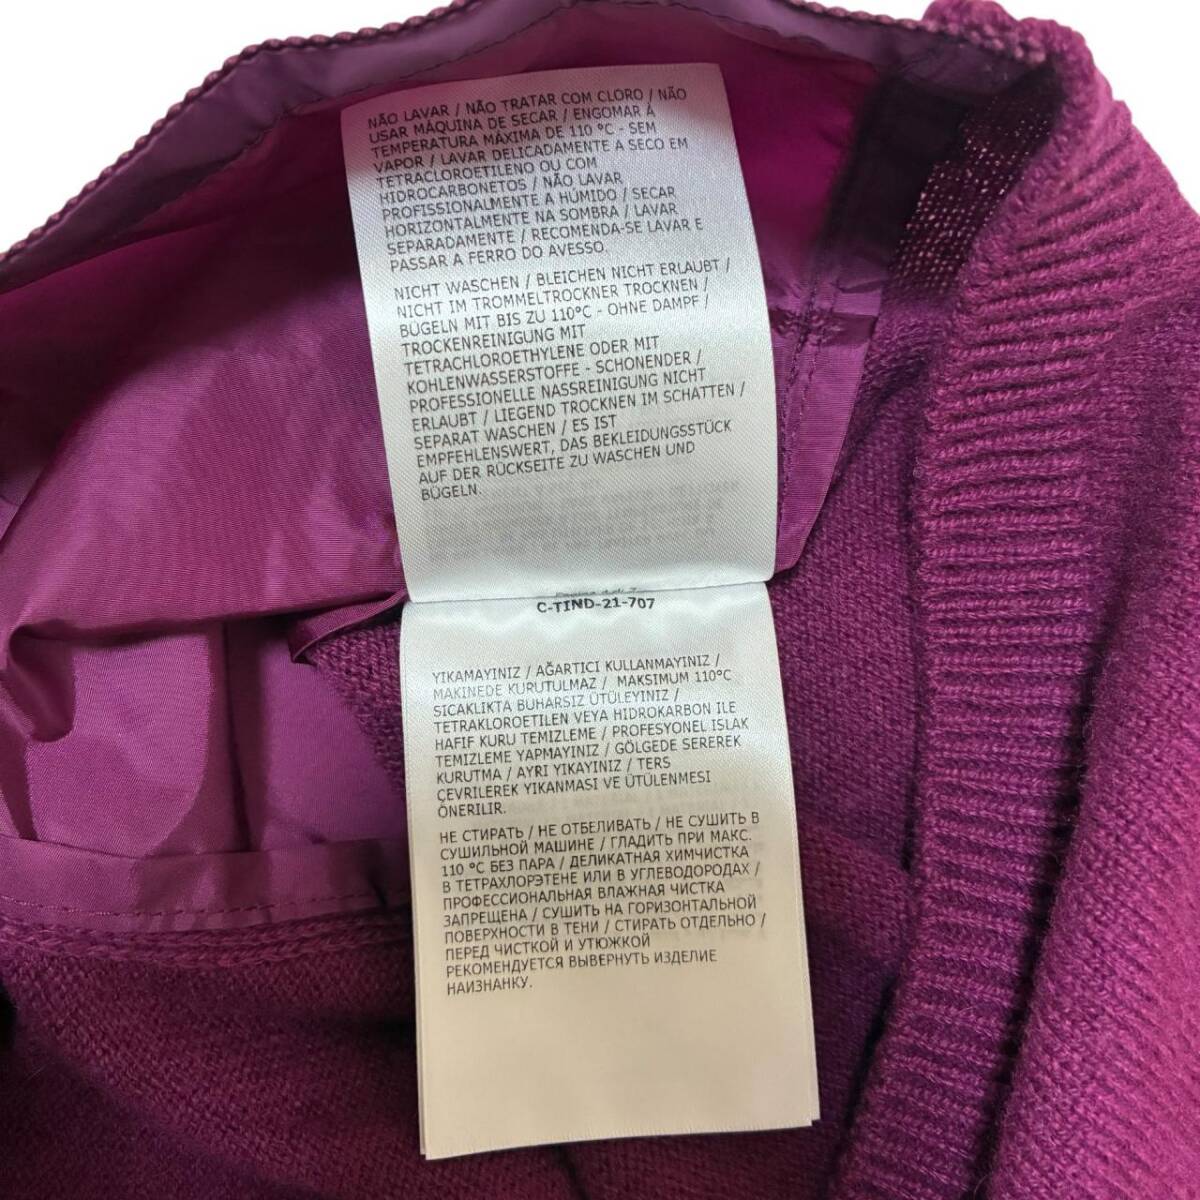 NÃO LAVAR / NÃO TRATAR COM CLORO / NÃO
USAR MÁQUINA DE SECAR / ENGOMAR À
TEMPERATURA MÁXIMA DE 110 °C - SEM
VAPOR / LAVAR DELICADAMENTE A SECO EM
TETRACLOROETILENO OU COM
HIDROCARBONETOS / NÃO LAVAR
PROFISSIONALMENTE A HÚMIDO / SECAR
HORIZONTALMENTE NA SOMBRA / LAVAR
SEPARADAMENTE / RECOMENDA-SE LAVAR E
PASSAR A FERRO DO AVESSO.
NICHT WASCHEN / BLEICHEN NICHT ERLAUBT /
NICHT IM TROMMELTROCKNER TROCKNEN /
BÜGELN MIT BIS ZU 110°C - OHNE DAMPF /
TROCKENREINIGUNG MIT
TETRACHLOROETHYLENE ODER MIT
KOHLENWASSERSTOFFE - SCHONENDER /
PROFESSIONELLE NASSREINIGUNG NICHT
ERLAUBT / LIEGEND TROCKNEN IM SCHATTEN /
SEPARAT WASCHEN / ES IST
EMPFEHLENSWERT, DAS BEKLEIDUNGSSTÜCK
AUF DER RÜCKSEITE ZU WASCHEN UND
BÜGELN.
C-TIND-21-707
YIKAMAYINIZ / AĞARTICI KULLANMAYINIZ /
MAKINEDE KURUTULMAZ / MAKSIMUM 110°C
SICAKLIKTA BUHARSIZ ÜTÜLEYINIZ /
TETRAKLOROETILEN VEYA HIDROKARBON ILE
HAFIF KURU TEMIZLEME / PROFESYONEL ISLAK
TEMIZLEME YAPMAYINIZ / GÖLGEDE SEREREK
KURUTMA / AYRI YIKAYINIZ / TERS
ÇEVRILEREK YIKANMASI VE ÜTÜLENMESI
ÖNERILIR.
НЕ СТИРАТЬ / НЕ ОТБЕЛИВАТЬ / НЕ СУШИТЬ В
СУШИЛЬНОЙ МАШИНЕ / ГЛАДИТЬ ПРИ МАКС.
110 °C БЕЗ ПАРА / ДЕЛИКАТНАЯ ХИМЧИСТКА
В ТЕТРАХЛОРЭТЕНЕ ИЛИ В УГЛЕВОДОРОДАХ /
ПРОФЕССИОНАЛЬНАЯ ВЛАЖНАЯ ЧИСТКА
ЗАПРЕЩЕНА / СУШИТЬ НА ГОРИЗОНТАЛЬНОЙ
ПОВЕРХНОСТИ В ТЕНИ / СТИРАТЬ ОТДЕЛЬНО /
ПЕРЕД ЧИСТКОЙ И УТЮЖКОЙ
РЕКОМЕНДУЕТСЯ ВЫВЕРНУТЬ ИЗДЕЛИЕ
НАИЗНАНКУ.